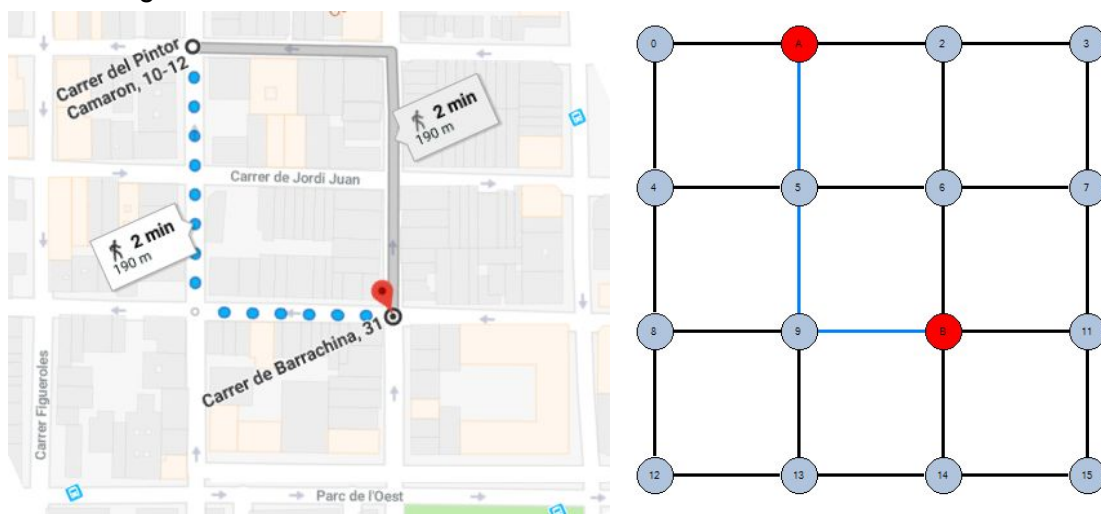 Carrer del Pintor
Camaron, 10-12
2 min
190 m
Carrer de Jordi Juan
2 min
190 m
Carrer de Barrachina, 31
Carrer Figueroles
Parc de l'Oest
0 A 2 3
4 5 6 7
8 9 B 11
12 13 14 15